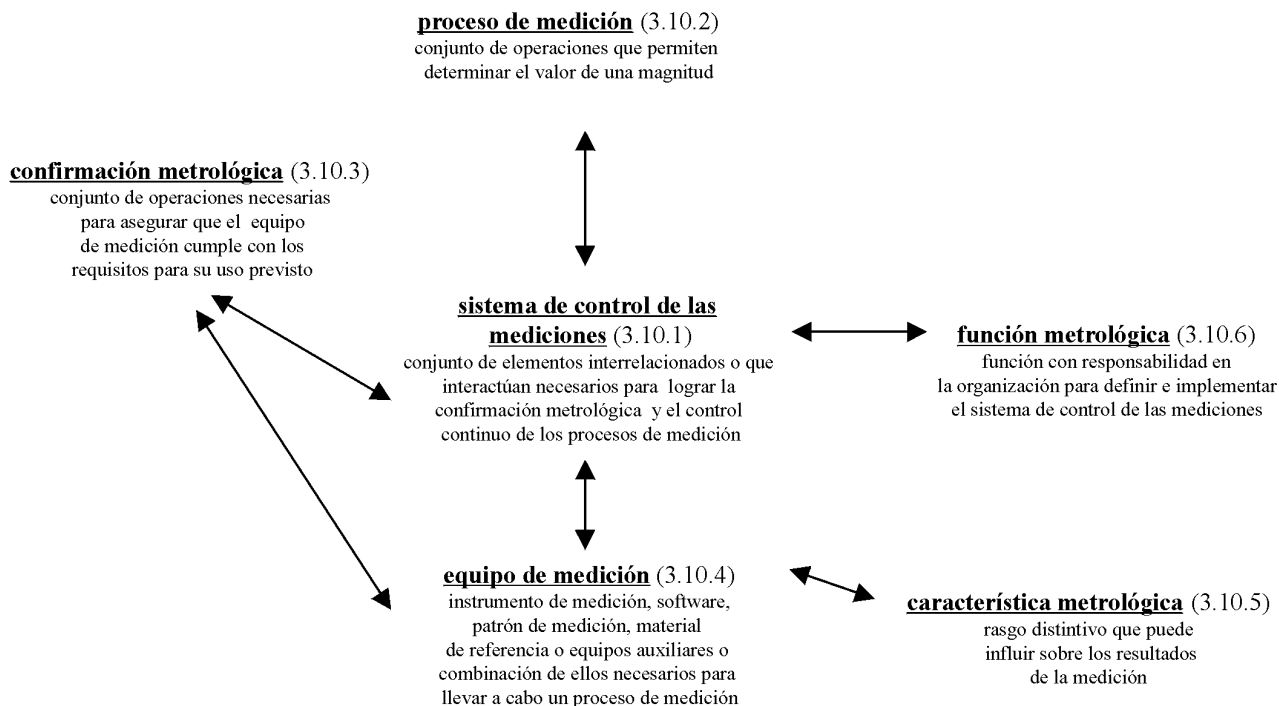 proceso de medición (3.10.2)
conjunto de operaciones que permiten
determinar el valor de una magnitud
confirmación metrológica (3.10.3)
conjunto de operaciones necesarias
para asegurar que el equipo
de medición cumple con los
requisitos para su uso previsto
sistema de control de las
mediciones (3.10.1)
conjunto de elementos interrelacionados o que
interactúan necesarios para lograr la
confirmación metrológica y el control
continuo de los procesos de medición
función metrológica (3.10.6)
función con responsabilidad en
la organización para definir e implementar
el sistema de control de las mediciones
equipo de medición (3.10.4)
instrumento de medición, software,
patrón de medición, material
de referencia o equipos auxiliares o
combinación de ellos necesarios para
llevar a cabo un proceso de medición
característica metrológica (3.10.5)
rasgo distintivo que puede
influir sobre los resultados
de la medición